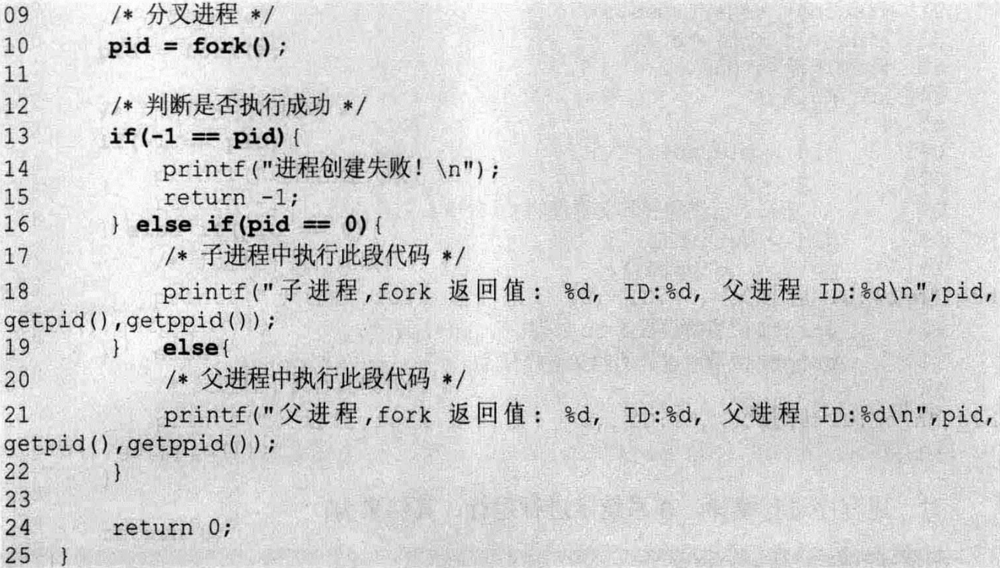 09 /* 分叉进程 */
10 pid = fork();
11
12 /* 判断是否执行成功 */
13 if(-1 == pid){
14 printf("进程创建失败！\n");
15 return -1;
16 } else if(pid == 0){
17 /* 子进程中执行此段代码 */
18 printf("子进程,fork 返回值: %d, ID:%d, 父进程 ID:%d\n",pid,
getpid(),getppid());
19 } else{
20 /* 父进程中执行此段代码 */
21 printf("父进程,fork 返回值: %d, ID:%d, 父进程 ID:%d\n",pid,
getpid(),getppid());
22 }
23
24 return 0;
25 }